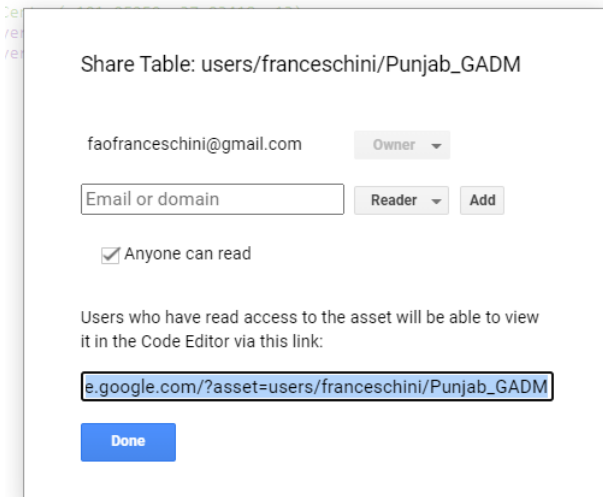 Share Table: users/franceschini/Punjab_GADM
faofranceschini@gmail.com
Owner
Email or domain
Reader
Add
Anyone can read
Users who have read access to the asset will be able to view
it in the Code Editor via this link:
e.google.com/?asset=users/franceschini/Punjab_GADM
Done